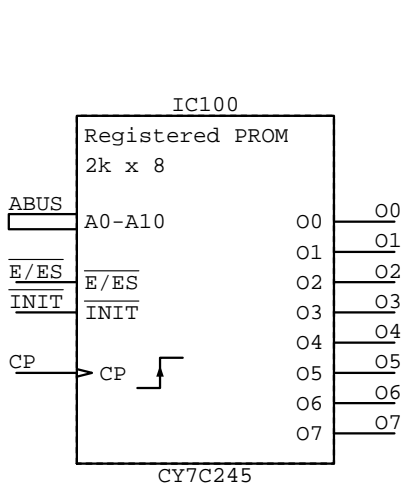 IC100
Registered PROM
2k x 8
ABUS A0-A10 O0 O0
O1 O1
E/ES E/ES O2 O2
INIT INIT O3 O3
O4 O4
CP CP O5 O5
O6 O6
O7 O7
CY7C245